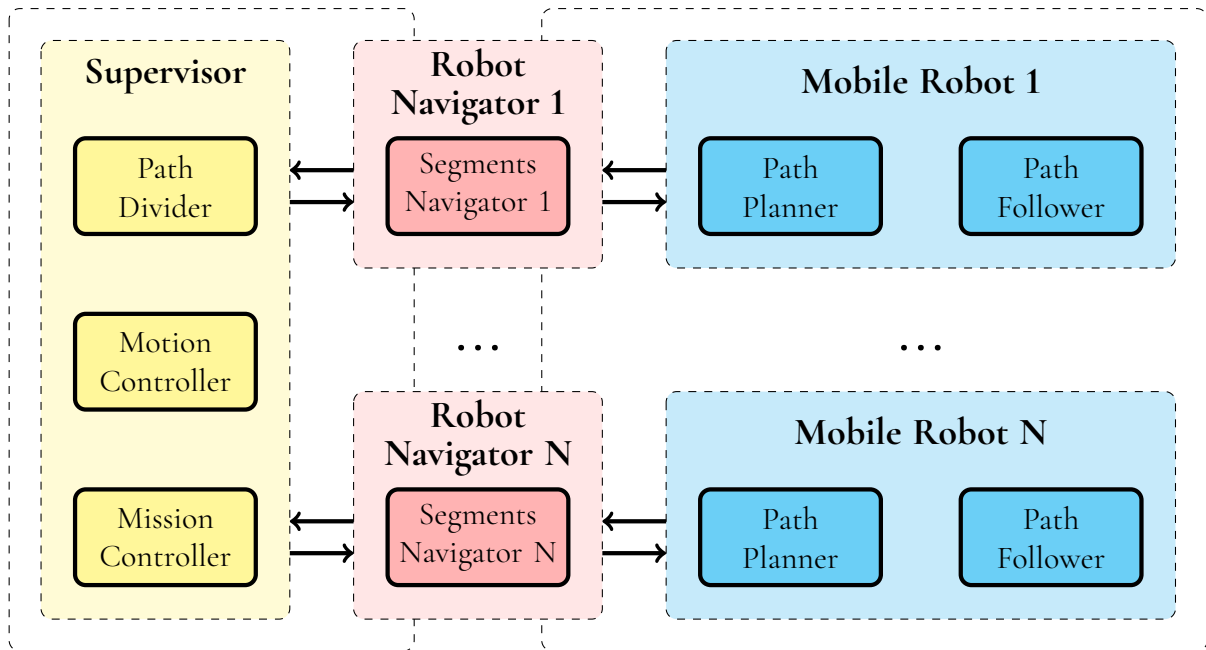 Supervisor
Path
Divider
Motion
Controller
Mission
Controller
Robot
Navigator 1
Segments
Navigator 1
...
Robot
Navigator N
Segments
Navigator N
Mobile Robot 1
Path
Planner
Path
Follower
...
Mobile Robot N
Path
Planner
Path
Follower